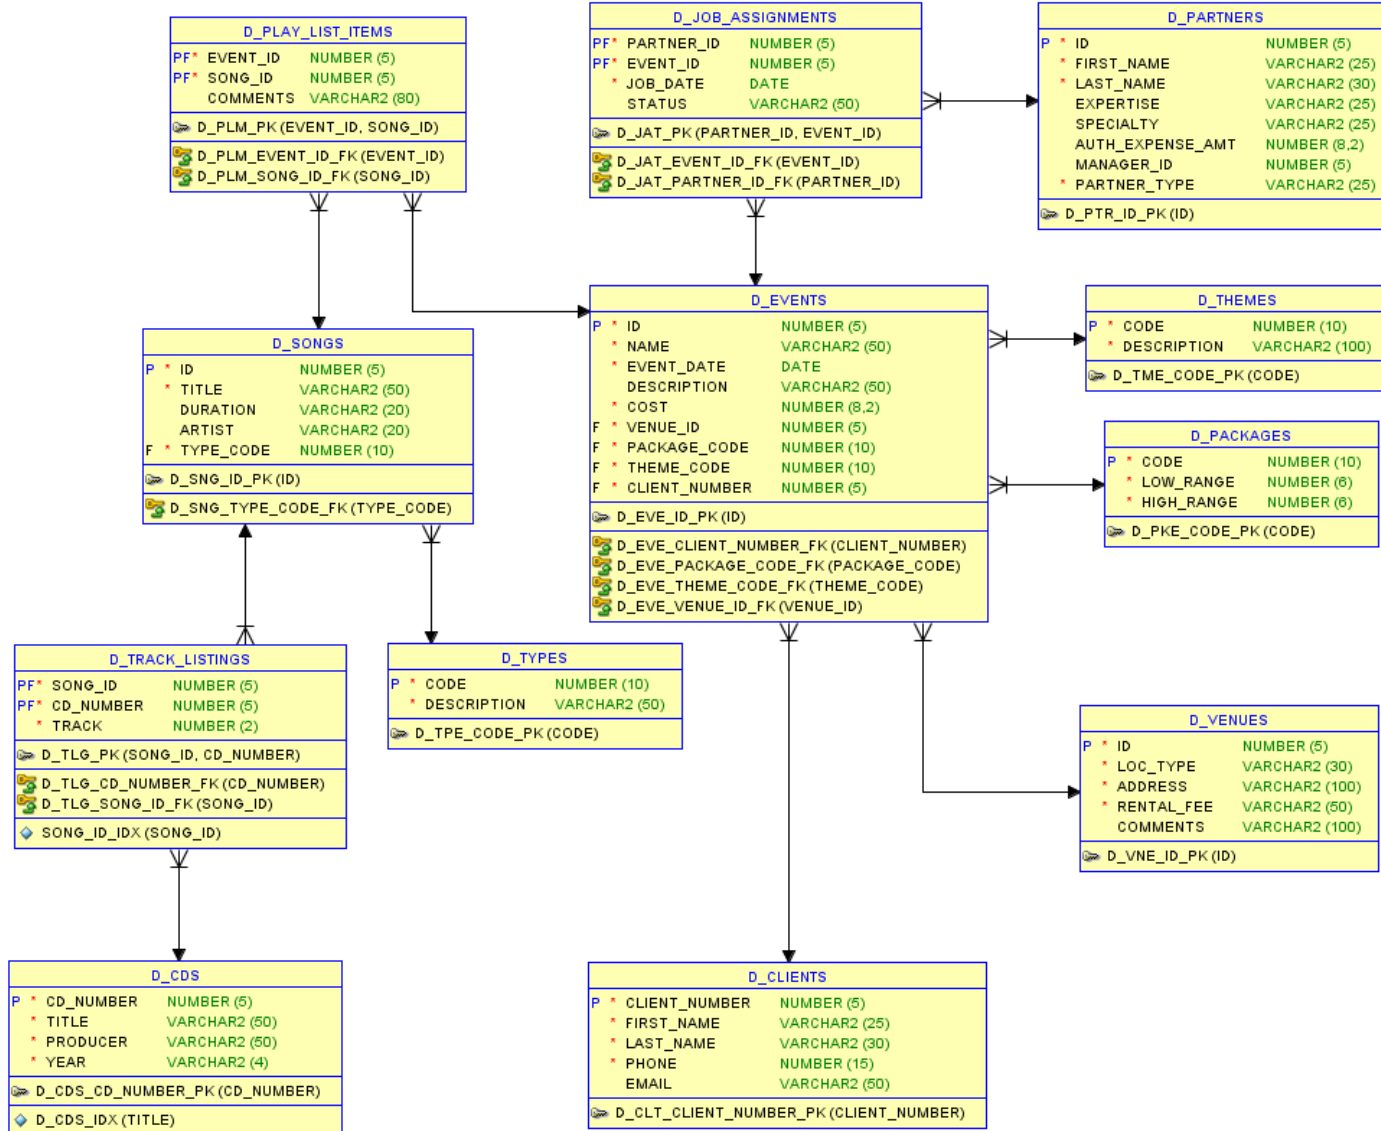 D_PLAY_LIST_ITEMS
PF* EVENT_ID NUMBER (5)
PF* SONG_ID NUMBER (5)
COMMENTS VARCHAR2 (80)
D_PLM_PK (EVENT_ID, SONG_ID)
D_PLM_EVENT_ID_FK (EVENT_ID)
D_PLM_SONG_ID_FK (SONG_ID)
D_JOB_ASSIGNMENTS
PF* PARTNER_ID NUMBER (5)
PF* EVENT_ID NUMBER (5)
* JOB_DATE DATE
STATUS VARCHAR2 (50)
D_JAT_PK (PARTNER_ID, EVENT_ID)
D_JAT_EVENT_ID_FK (EVENT_ID)
D_JAT_PARTNER_ID_FK (PARTNER_ID)
D_PARTNERS
P * ID NUMBER (5)
* FIRST_NAME VARCHAR2 (25)
* LAST_NAME VARCHAR2 (30)
EXPERTISE VARCHAR2 (25)
SPECIALTY VARCHAR2 (25)
AUTH_EXPENSE_AMT NUMBER (8,2)
MANAGER_ID NUMBER (5)
* PARTNER_TYPE VARCHAR2 (25)
D_PTR_ID_PK (ID)
D_SONGS
P * ID NUMBER (5)
* TITLE VARCHAR2 (50)
DURATION VARCHAR2 (20)
ARTIST VARCHAR2 (20)
F * TYPE_CODE NUMBER (10)
D_SNG_ID_PK (ID)
D_SNG_TYPE_CODE_FK (TYPE_CODE)
D_EVENTS
P * ID NUMBER (5)
* NAME VARCHAR2 (50)
* EVENT_DATE DATE
DESCRIPTION VARCHAR2 (50)
* COST NUMBER (8,2)
F * VENUE_ID NUMBER (5)
F * PACKAGE_CODE NUMBER (10)
F * THEME_CODE NUMBER (10)
F * CLIENT_NUMBER NUMBER (5)
D_EVE_ID_PK (ID)
D_EVE_CLIENT_NUMBER_FK (CLIENT_NUMBER)
D_EVE_PACKAGE_CODE_FK (PACKAGE_CODE)
D_EVE_THEME_CODE_FK (THEME_CODE)
D_EVE_VENUE_ID_FK (VENUE_ID)
D_THEMES
P * CODE NUMBER (10)
* DESCRIPTION VARCHAR2 (100)
D_TME_CODE_PK (CODE)
D_PACKAGES
P * CODE NUMBER (10)
* LOW_RANGE NUMBER (6)
* HIGH_RANGE NUMBER (6)
D_PKE_CODE_PK (CODE)
D_TRACK_LISTINGS
PF* SONG_ID NUMBER (5)
PF* CD_NUMBER NUMBER (5)
* TRACK NUMBER (2)
D_TLG_PK (SONG_ID, CD_NUMBER)
D_TLG_CD_NUMBER_FK (CD_NUMBER)
D_TLG_SONG_ID_FK (SONG_ID)
SONG_ID_IDX (SONG_ID)
D_TYPES
P * CODE NUMBER (10)
* DESCRIPTION VARCHAR2 (50)
D_TPE_CODE_PK (CODE)
D_VENUES
P * ID NUMBER (5)
* LOC_TYPE VARCHAR2 (30)
* ADDRESS VARCHAR2 (100)
* RENTAL_FEE VARCHAR2 (50)
COMMENTS VARCHAR2 (100)
D_VNE_ID_PK (ID)
D_CDS
P * CD_NUMBER NUMBER (5)
* TITLE VARCHAR2 (50)
* PRODUCER VARCHAR2 (50)
* YEAR VARCHAR2 (4)
D_CDS_CD_NUMBER_PK (CD_NUMBER)
D_CDS_IDX (TITLE)
D_CLIENTS
P * CLIENT_NUMBER NUMBER (5)
* FIRST_NAME VARCHAR2 (25)
* LAST_NAME VARCHAR2 (30)
* PHONE NUMBER (15)
EMAIL VARCHAR2 (50)
D_CLT_CLIENT_NUMBER_PK (CLIENT_NUMBER)